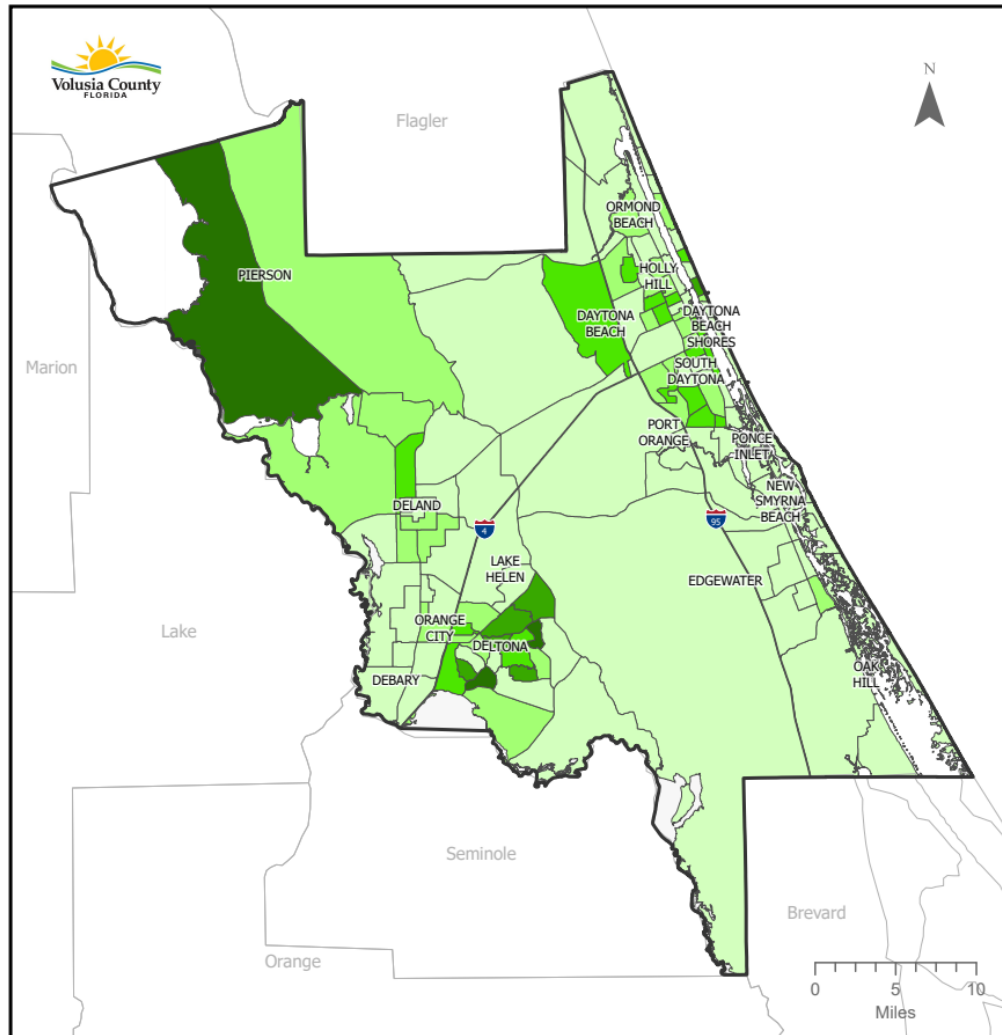 Volusia County
FLORIDA
N
Flagler
ORMOND
BEACH
PIERSON
HOLLY
HILL
DAYTONA
BEACH
DAYTONA
BEACH
SHORES
Marion
SOUTH
DAYTONA
PORT
ORANGE
PONCE
INLET
DELAND
NEW
SMYRNA
BEACH
4
95
LAKE
HELEN
EDGEWATER
Lake
ORANGE
CITY
DELTONA
DEBARY
OAK
HILL
Seminole
Brevard
Orange
0 5 10
Miles